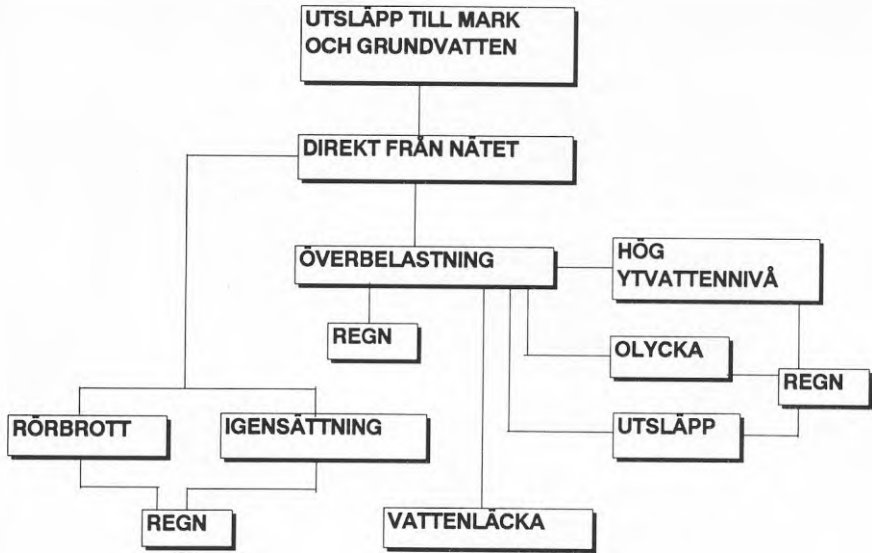 UTSLÄPP TILL MARK
OCH GRUNDVATTEN
DIREKT FRÅN NÄTET
ÖVERBELASTNING
HÖG
YTVATTENNIVÅ
REGN
OLYCKA
REGN
RÖRBROTT
IGENSÄTTNING
UTSLÄPP
REGN
VATTENLÄCKA